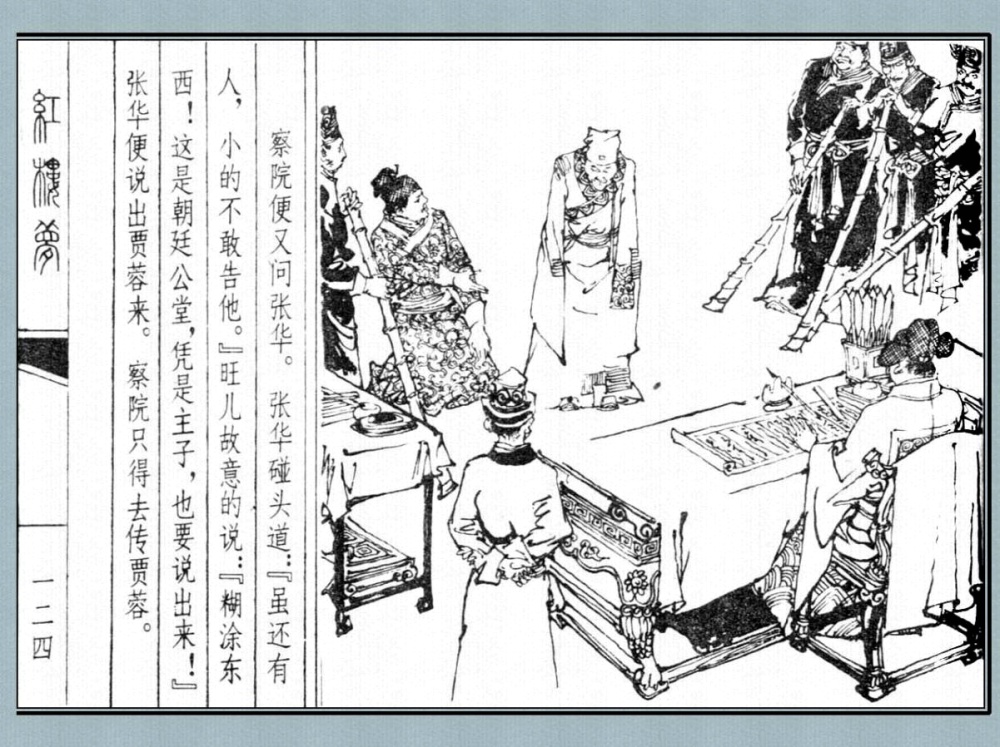 察院便又问张华。 张华碰头道：『虽还有
人，小的不敢告他。』旺儿故意的说：『糊涂东
西！这是朝廷公堂，凭是主子，也要说出来！』
张华便说出贾蓉来。 察院只得去传贾蓉。
紅樓夢
一二四